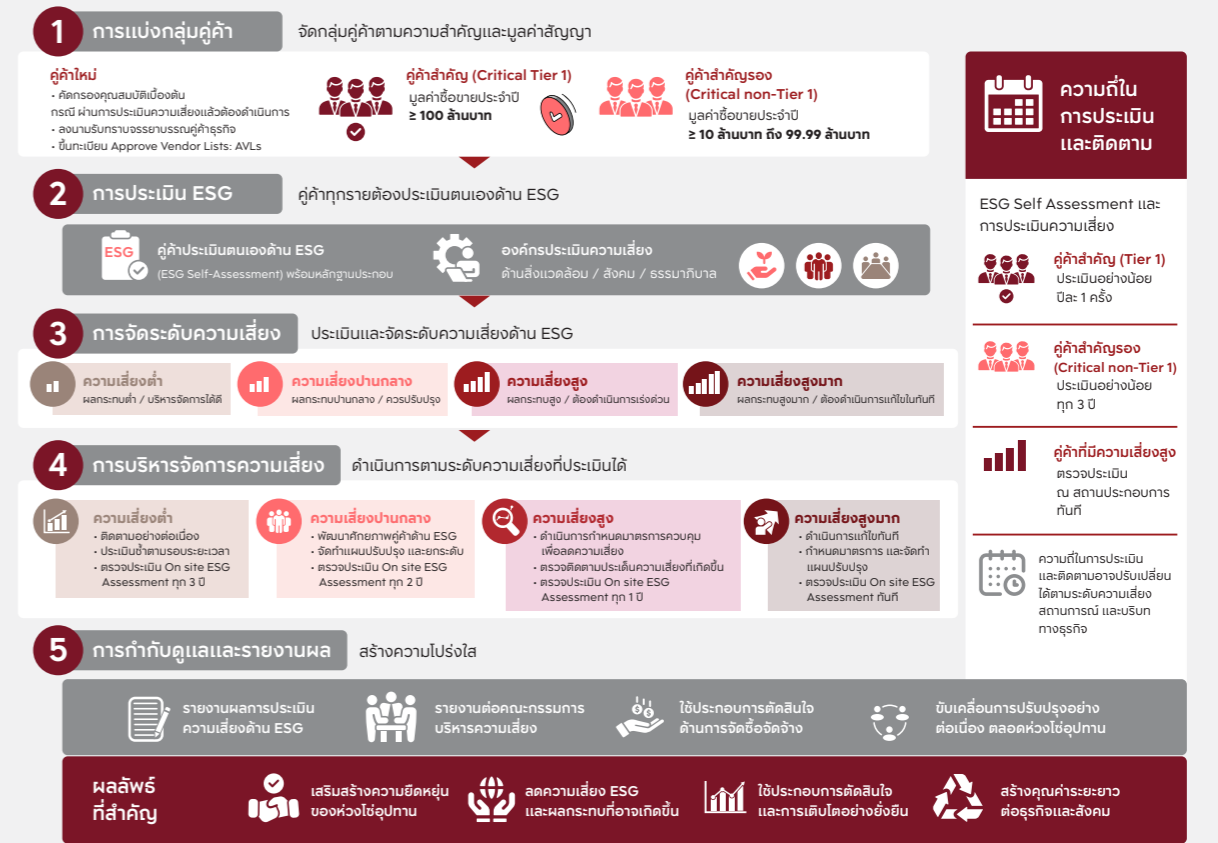 1 การแบ่งกลุ่มคู่ค้า จัดกลุ่มคู่ค้าตามความสำคัญและมูลค่าสัญญา
คู่ค้าใหม่
• คัดกรองคุณสมบัติเบื้องต้น
กรณี ผ่านการประเมินความเสี่ยงแล้วต้องดำเนินการ
• ลงนามรับทราบจรรยาบรรณคู่ค้าธุรกิจ
• ขึ้นทะเบียน Approve Vendor Lists: AVLs
คู่ค้าสำคัญ (Critical Tier 1)
มูลค่าซื้อขายประจำปี
≥ 100 ล้านบาท
คู่ค้าสำคัญรอง
(Critical non-Tier 1)
มูลค่าซื้อขายประจำปี
≥ 10 ล้านบาท ถึง 99.99 ล้านบาท
2 การประเมิน ESG คู่ค้าทุกรายต้องประเมินตนเองด้าน ESG
ESG
คู่ค้าประเมินตนเองด้าน ESG
(ESG Self-Assessment) พร้อมหลักฐานประกอบ
องค์กรประเมินความเสี่ยง
ด้านสิ่งแวดล้อม / สังคม / ธรรมาภิบาล
3 การจัดระดับความเสี่ยง ประเมินและจัดระดับความเสี่ยงด้าน ESG
ความเสี่ยงต่ำ
ผลกระทบต่ำ / บริหารจัดการได้ดี
ความเสี่ยงปานกลาง
ผลกระทบปานกลาง / ควรปรับปรุง
ความเสี่ยงสูง
ผลกระทบสูง / ต้องดำเนินการเร่งด่วน
ความเสี่ยงสูงมาก
ผลกระทบสูงมาก / ต้องดำเนินการแก้ไขในทันที
4 การบริหารจัดการความเสี่ยง ดำเนินการตามระดับความเสี่ยงที่ประเมินได้
ความเสี่ยงต่ำ
• ติดตามอย่างต่อเนื่อง
• ประเมินซ้ำตามรอบระยะเวลา
• ตรวจประเมิน On site ESG
Assessment ทุก 3 ปี
ความเสี่ยงปานกลาง
• พัฒนาศักยภาพคู่ค้าด้าน ESG
• จัดทำแผนปรับปรุง และยกระดับ
• ตรวจประเมิน On site ESG
Assessment ทุก 2 ปี
ความเสี่ยงสูง
• ดำเนินการกำหนดมาตรการควบคุม
เพื่อลดความเสี่ยง
• ตรวจติดตามประเด็นความเสี่ยงที่เกิดขึ้น
• ตรวจประเมิน On site ESG
Assessment ทุก 1 ปี
ความเสี่ยงสูงมาก
• ดำเนินการแก้ไขทันที
• กำหนดมาตรการ และจัดทำ
แผนปรับปรุง
• ตรวจประเมิน On site ESG
Assessment ทันที
5 การกำกับดูแลและรายงานผล สร้างความโปร่งใส
รายงานผลการประเมิน
ความเสี่ยงด้าน ESG
รายงานต่อคณะกรรมการ
บริหารความเสี่ยง
ใช้ประกอบการตัดสินใจ
ด้านการจัดซื้อจัดจ้าง
ขับเคลื่อนการปรับปรุงอย่าง
ต่อเนื่อง ตลอดห่วงโซ่อุปทาน
ผลลัพธ์
ที่สำคัญ
เสริมสร้างความยืดหยุ่น
ของห่วงโซ่อุปทาน
ลดความเสี่ยง ESG
และผลกระทบที่อาจเกิดขึ้น
ใช้ประกอบการตัดสินใจ
และการเติบโตอย่างยั่งยืน
สร้างคุณค่าระยะยาว
ต่อธุรกิจและสังคม
ความถี่ใน
การประเมิน
และติดตาม
ESG Self Assessment และ
การประเมินความเสี่ยง
คู่ค้าสำคัญ (Tier 1)
ประเมินอย่างน้อย
ปีละ 1 ครั้ง
คู่ค้าสำคัญรอง
(Critical non-Tier 1)
ประเมินอย่างน้อย
ทุก 3 ปี
คู่ค้าที่มีความเสี่ยงสูง
ตรวจประเมิน
ณ สถานประกอบการ
ทันที
ความถี่ในการประเมิน
และติดตามอาจปรับเปลี่ยน
ได้ตามระดับความเสี่ยง
สถานการณ์ และบริบท
ทางธุรกิจ